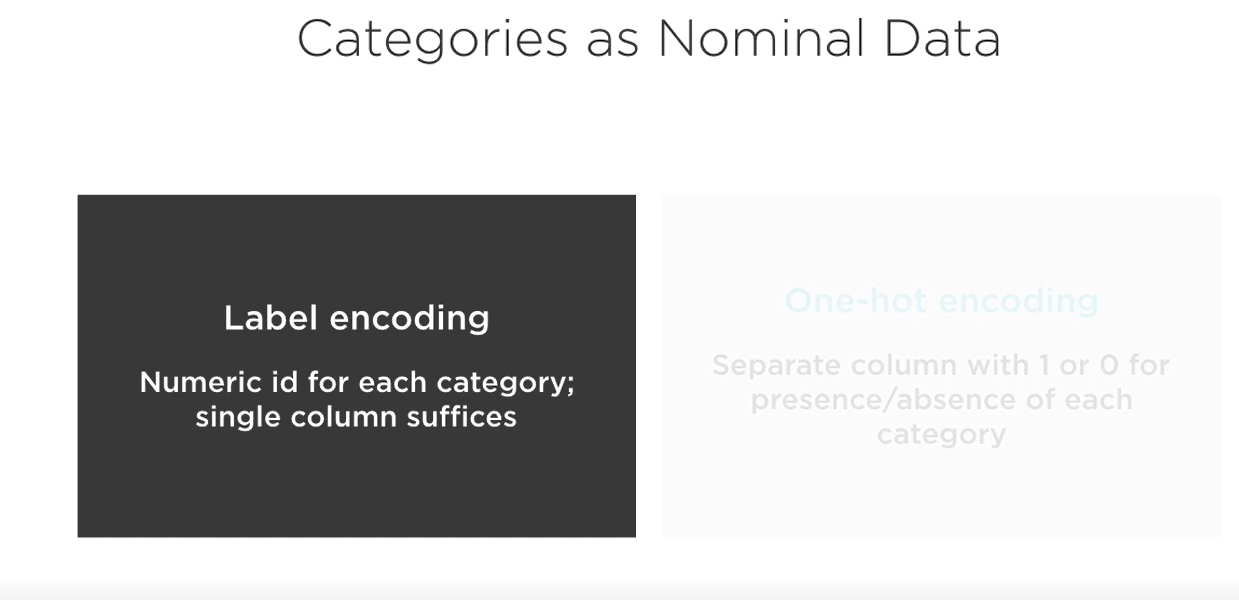 Categories as Nominal Data
Label encoding
Numeric id for each category;
single column suffices
One-hot encoding
Separate column with 1 or 0 for
presence/absence of each
category